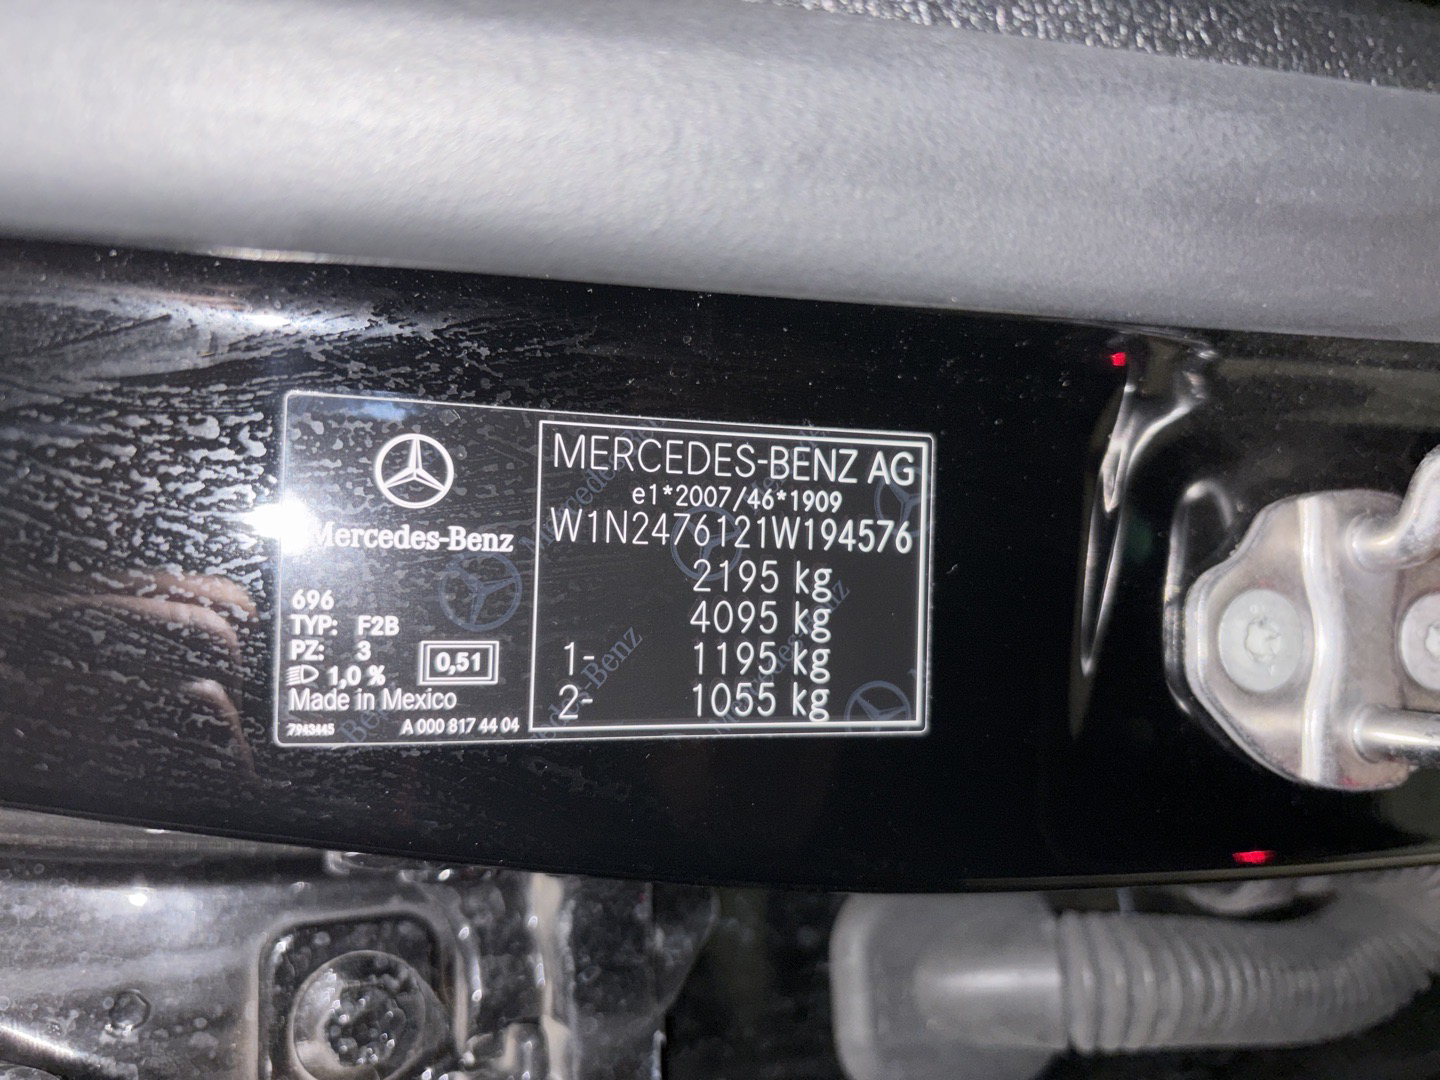 Mercedes-Benz
696
TYP: F2B
PZ: 3
1,0 %
0,51
Made in Mexico
7943445
A 000 817 44 04
MERCEDES-BENZ AG
e1*2007/46*1909
W1N2476121W194576
2195 kg
4095 kg
1- 1195 kg
2- 1055 kg